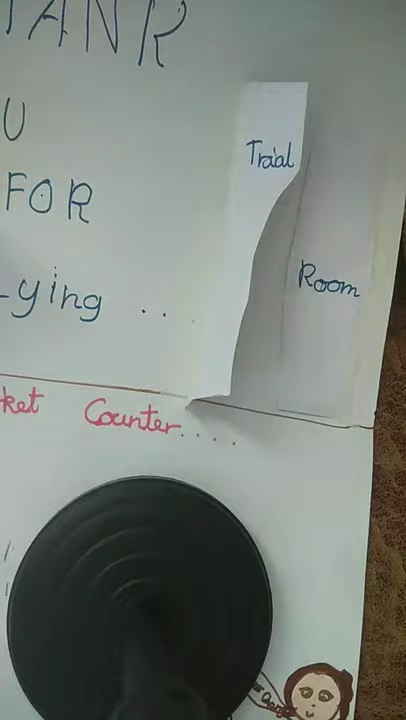 TANK
U
FOR
-ying ..
Traial
Room
ket Counter....